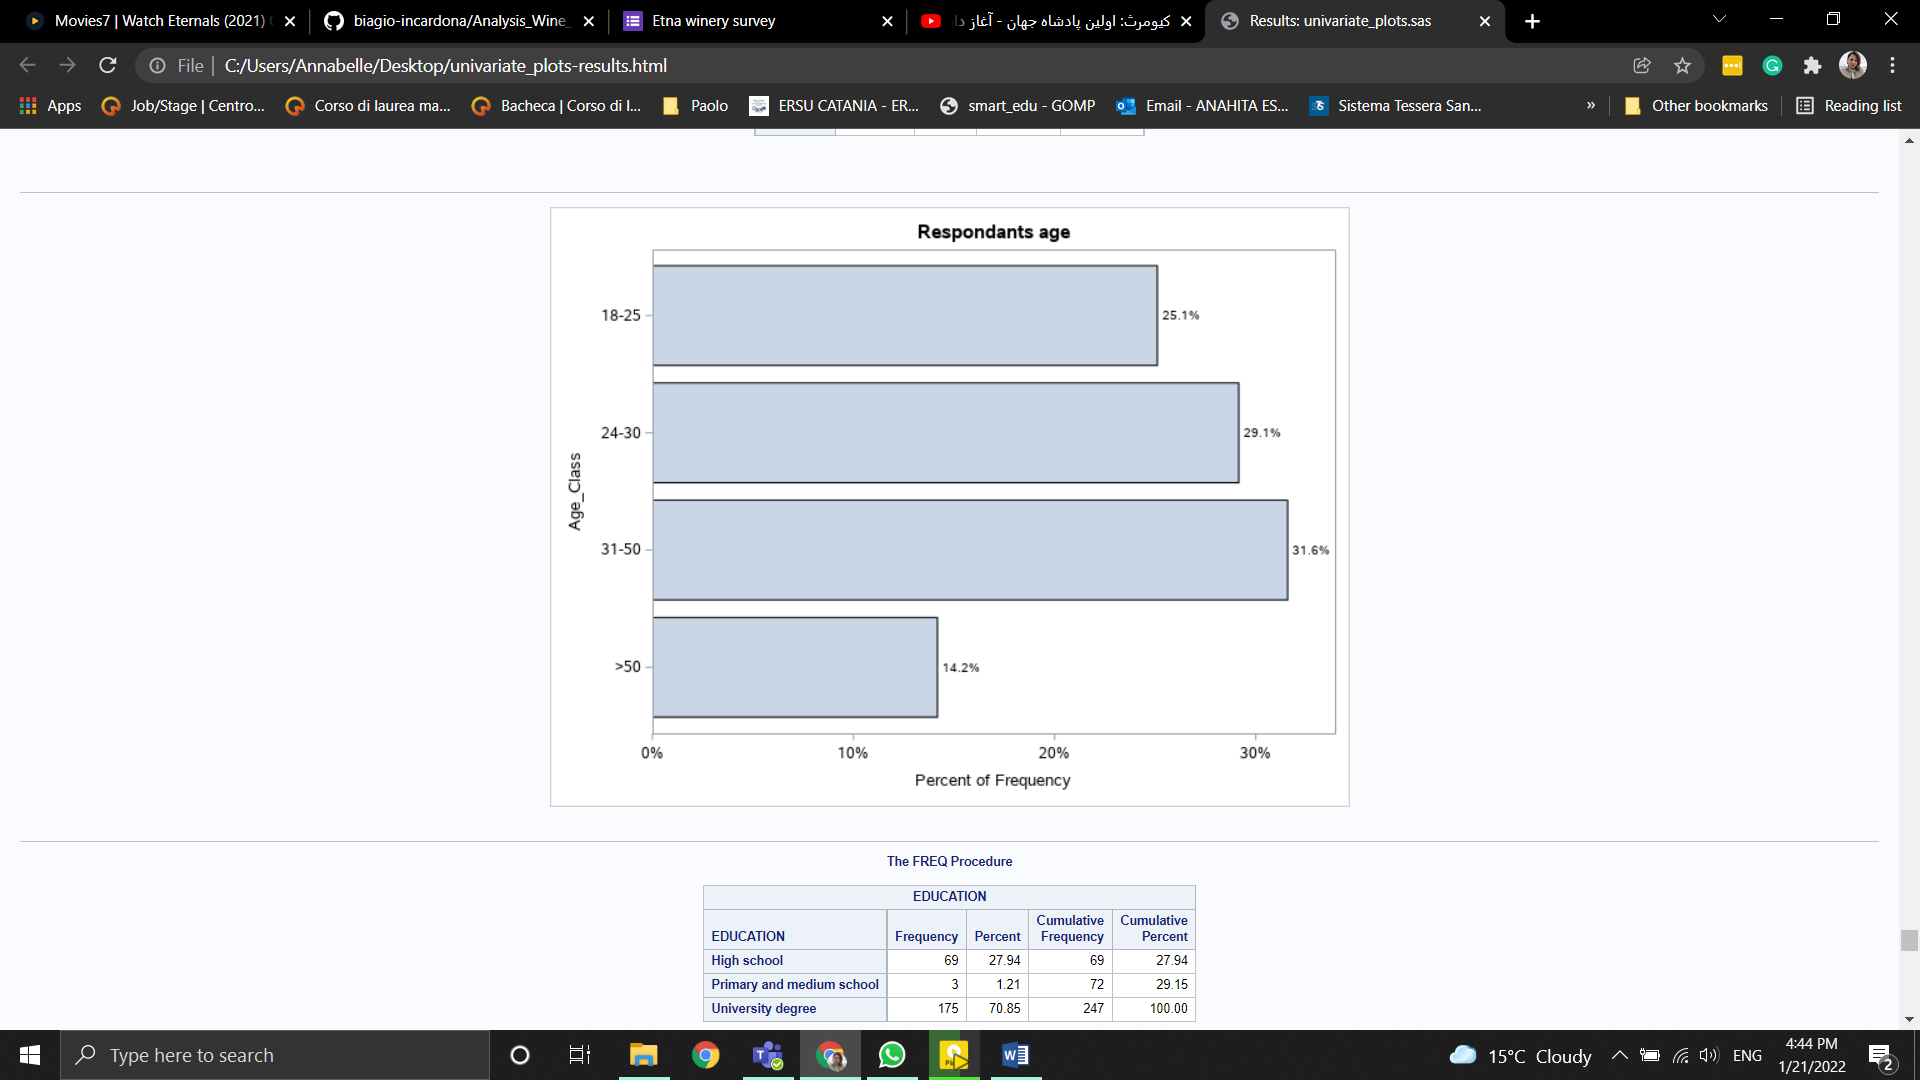 Movies7 | Watch Eternals (2021)
biagio-incardona/Analysis_Wine_
Etna winery survey
کیومرث: اولین پادشاه جهان - آغاز دا
Results: univariate_plots.sas
File
C:/Users/Annabelle/Desktop/univariate_plots-results.html
Apps
Job/Stage | Centro...
Corso di laurea ma...
Bacheca | Corso di l...
Paolo
ERSU CATANIA - ER...
smart_edu - GOMP
Email - ANAHITA ES...
Sistema Tessera San...
»
Other bookmarks
Reading list
Respondants age
18-25
25.1%
24-30
29.1%
31-50
31.6%
>50
14.2%
Age_Class
0% 10% 20% 30%
Percent of Frequency
The FREQ Procedure
EDUCATION
EDUCATION Frequency Percent Cumulative Frequency Cumulative Percent
High school 69 27.94 69 27.94
Primary and medium school 3 1.21 72 29.15
University degree 175 70.85 247 100.00
Type here to search
15°C Cloudy
ENG
4:44 PM
1/21/2022
2